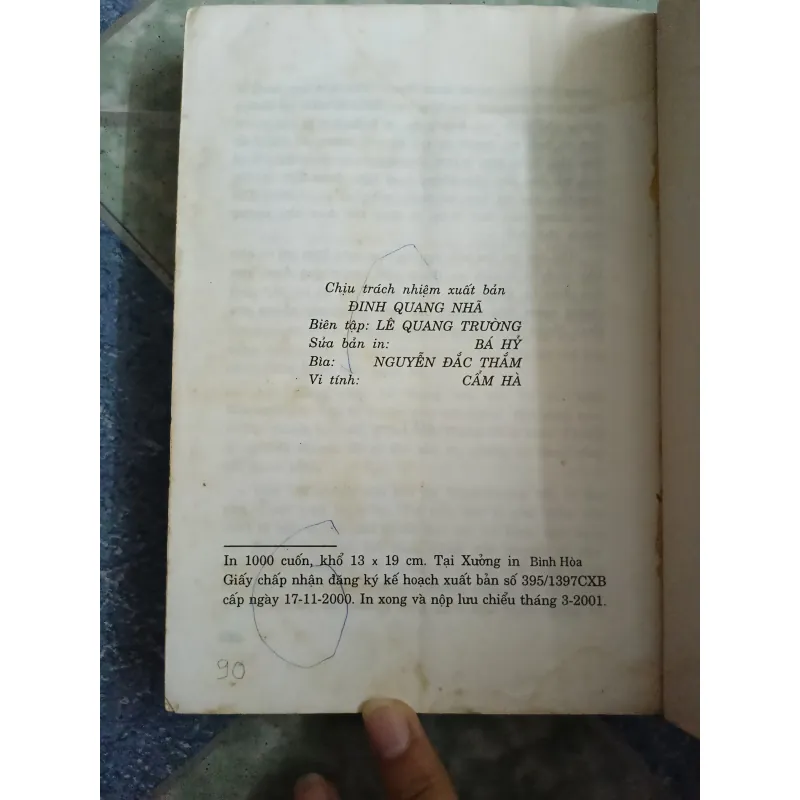 Chịu trách nhiệm xuất bản
ĐINH QUANG NHÃ
Biên tập: LÊ QUANG TRƯỜNG
Sửa bản in: BÁ HỶ
Bìa: NGUYỄN ĐẮC THẮM
Vi tính: CẨM HÀ
In 1000 cuốn, khổ 13 x 19 cm. Tại Xưởng in Bình Hòa
Giấy chấp nhận đăng ký kế hoạch xuất bản số 395/1397CXB
cấp ngày 17-11-2000. In xong và nộp lưu chiểu tháng 3-2001.
90